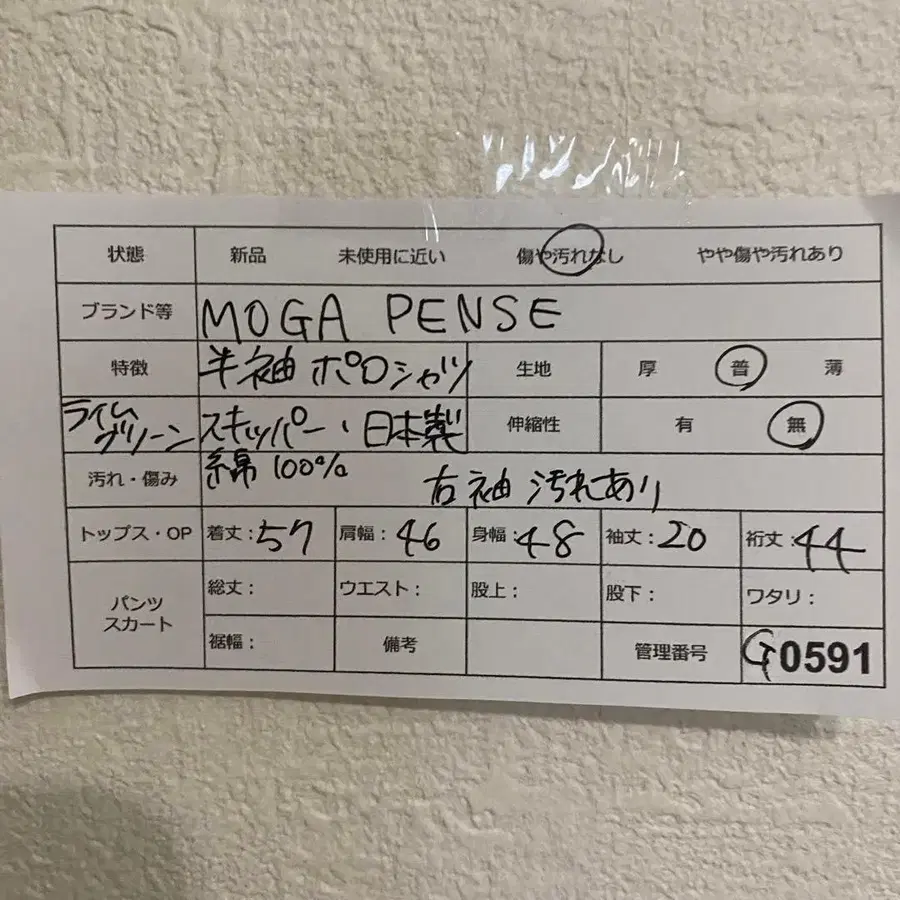 状態 新品 未使用に近い 傷や汚れなし やや傷や汚れあり
ブランド等 MOGA PENSE
特徴 半袖 ポロシャツ 生地 厚 普 薄
ライムグリーン スキッパー・日本製 伸縮性 有 無
汚れ・傷み 綿100% 右袖 汚れあり
トップス・OP 着丈:57 肩幅:46 身幅:48 袖丈:20 裄丈:44
パンツ スカート 総丈: ウエスト: 股上: 股下: ワタリ:
裾幅: 備考 管理番号 G0591